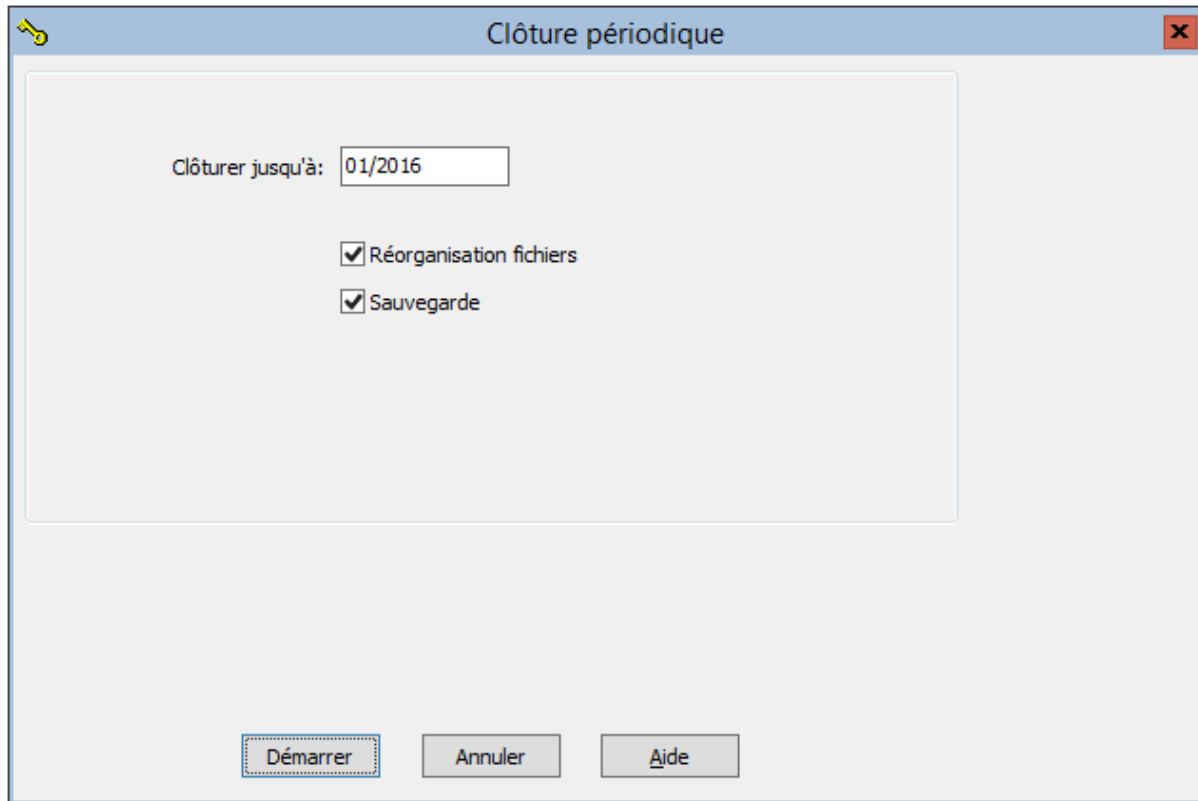 Clôture périodique
Clôturer jusqu'à: 01/2016
Réorganisation fichiers
Sauvegarde
Démarrer Annuler Aide